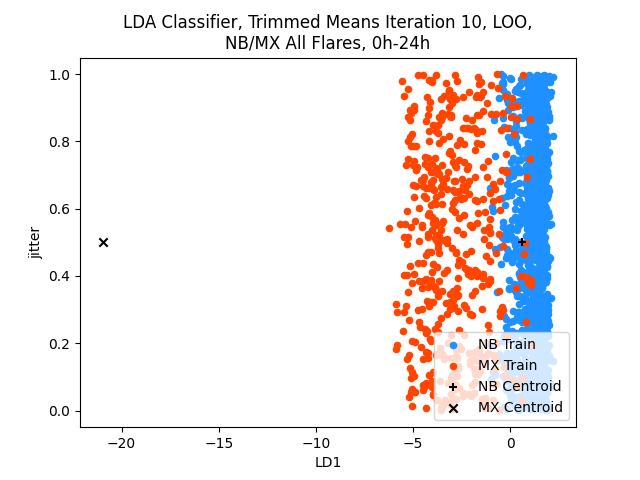 LDA Classifier, Trimmed Means Iteration 10, LOO,
NB/MX All Flares, 0h-24h
1.0
0.8
0.6
0.4
0.2
0.0
jitter
−20
−15
−10
−5
0
LD1
NB Train
MX Train
NB Centroid
MX Centroid